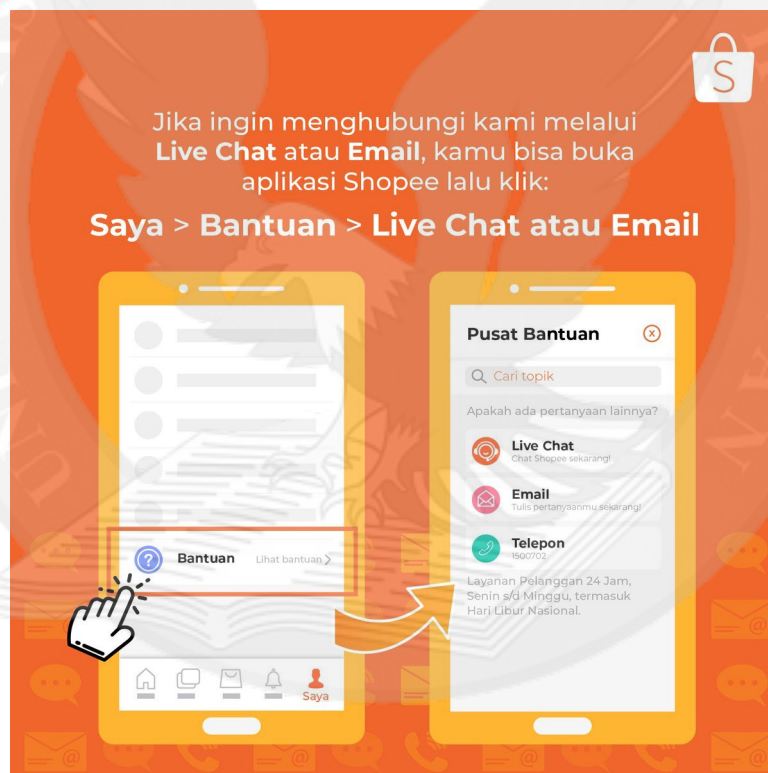 S
Jika ingin menghubungi kami melalui
Live Chat atau Email, kamu bisa buka
aplikasi Shopee lalu klik:
Saya > Bantuan > Live Chat atau Email
Bantuan Lihat bantuan >
Saya
Pusat Bantuan
Cari topik
Apakah ada pertanyaan lainnya?
Live Chat
Chat Shopee sekarang!
Email
Tulis pertanyaanmu sekarang!
Telepon
1500702
Layanan Pelanggan 24 Jam,
Senin s/d Minggu, termasuk
Hari Libur Nasional.